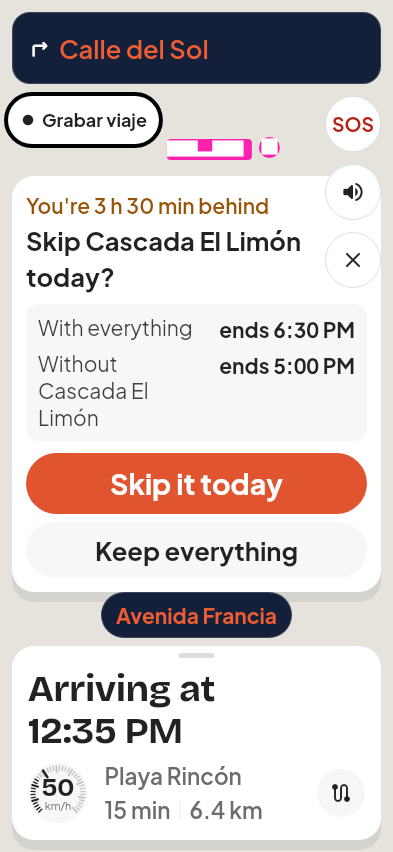 Calle del Sol
Grabar viaje
SOS
You're 3 h 30 min behind
Skip Cascada El Limón
today?
With everything ends 6:30 PM
Without ends 5:00 PM
Cascada El
Limón
Skip it today
Keep everything
Avenida Francia
Arriving at
12:35 PM
50
km/h
Playa Rincón
15 min 6.4 km